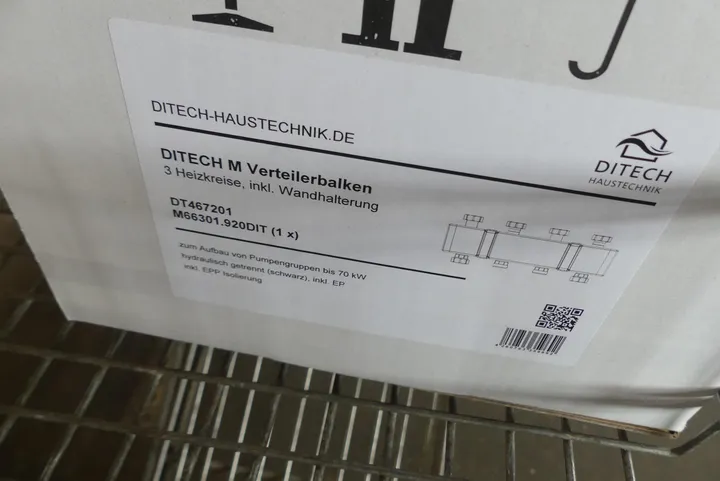 DITECH-HAUSTECHNIK.DE
DITECH
HAUSTECHNIK
DITECH M Verteilerbalken
3 Heizkreise, inkl. Wandhalterung
DT467201
M66301.920DIT (1 x)
zum Aufbau von Pumpengruppen bis 70 kW
hydraulisch getrennt (schwarz), inkl. EP
inkl. EPP Isolierung